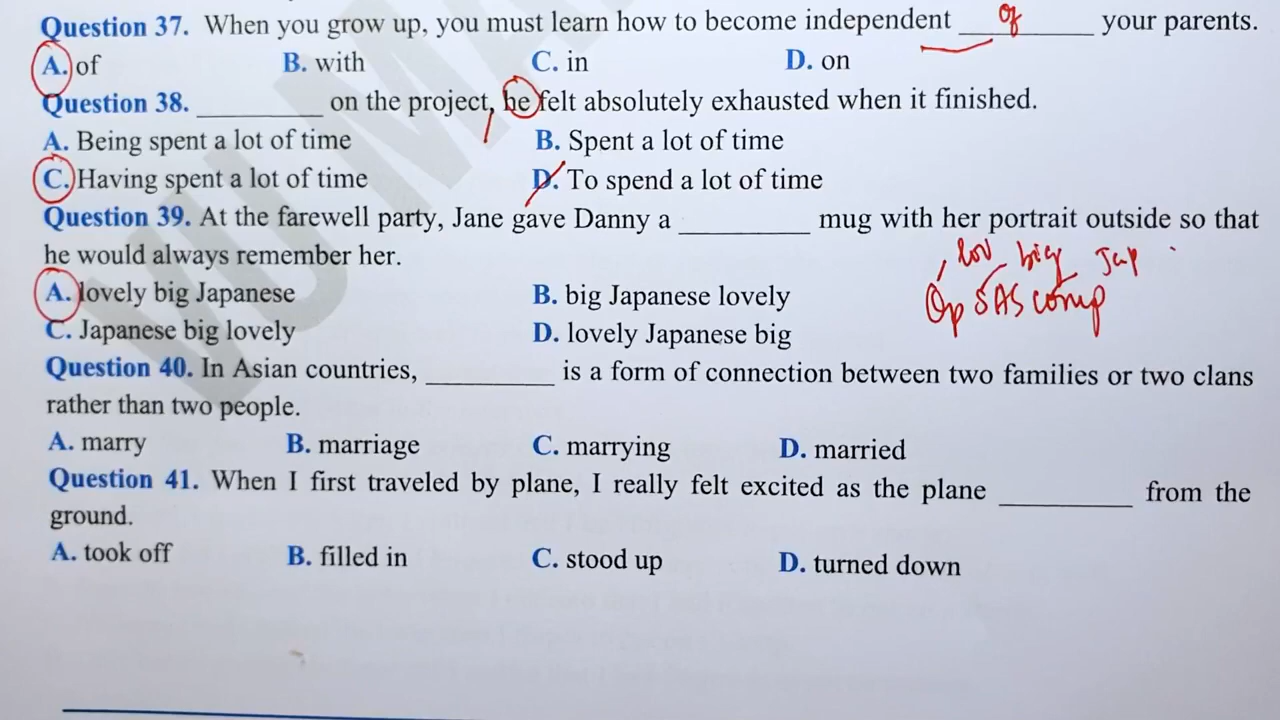 Question 37. When you grow up, you must learn how to become independent of your parents.
A. of B. with C. in D. on
Question 38. __________ on the project, he felt absolutely exhausted when it finished.
A. Being spent a lot of time B. Spent a lot of time
C. Having spent a lot of time D. To spend a lot of time
Question 39. At the farewell party, Jane gave Danny a __________ mug with her portrait outside so that
he would always remember her.
lov big Jap
A. lovely big Japanese B. big Japanese lovely
Op SAS comp
C. Japanese big lovely D. lovely Japanese big
Question 40. In Asian countries, __________ is a form of connection between two families or two clans
rather than two people.
A. marry B. marriage C. marrying D. married
Question 41. When I first traveled by plane, I really felt excited as the plane __________ from the
ground.
A. took off B. filled in C. stood up D. turned down